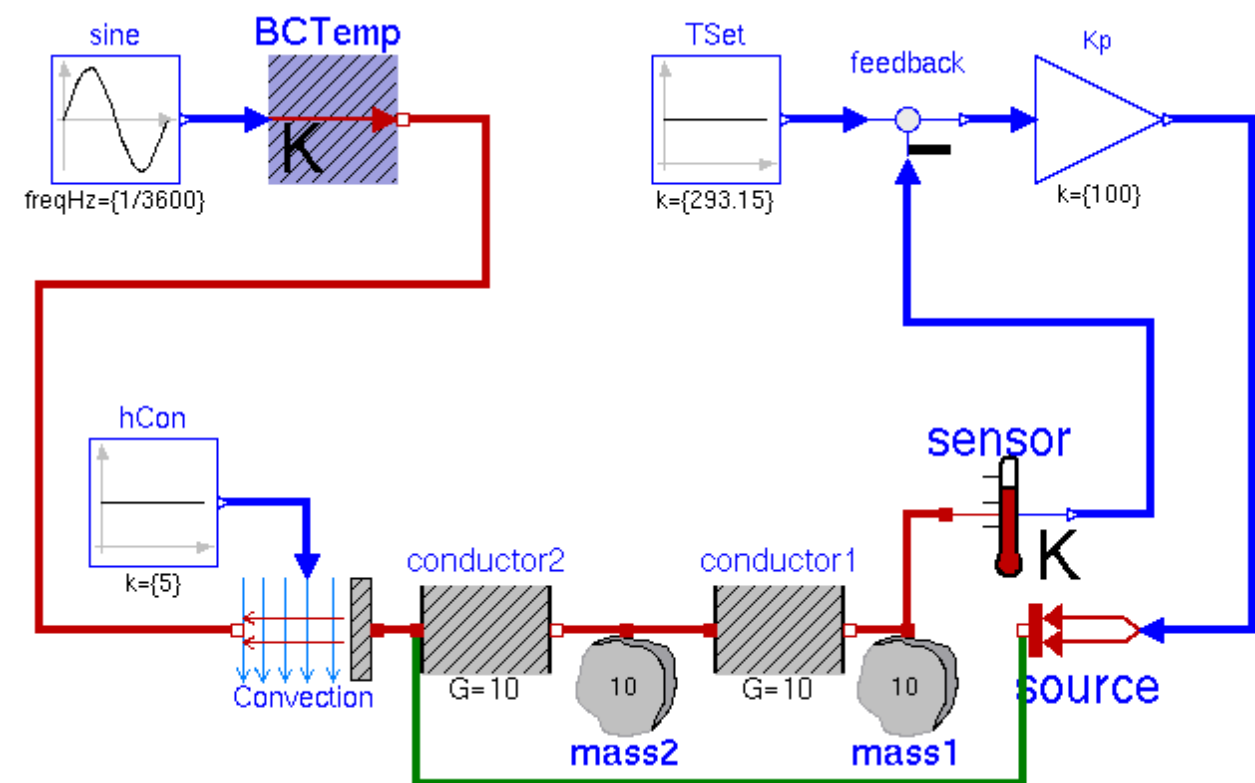 sine
BCTemp
TSet
feedback
Kp
K
freqHz={1/3600}
k={293.15}
k={100}
hCon
sensor
k={5}
K
conductor2
conductor1
Convection
G=10
10
G=10
10
source
mass2
mass1